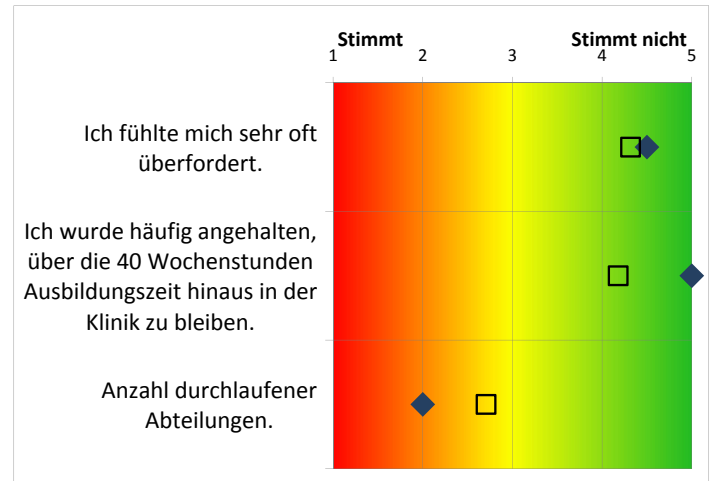 Stimmt Stimmt nicht
1 2 3 4 5
Ich fühlte mich sehr oft
überfordert.
Ich wurde häufig angehalten,
über die 40 Wochenstunden
Ausbildungszeit hinaus in der
Klinik zu bleiben.
Anzahl durchlaufener
Abteilungen.